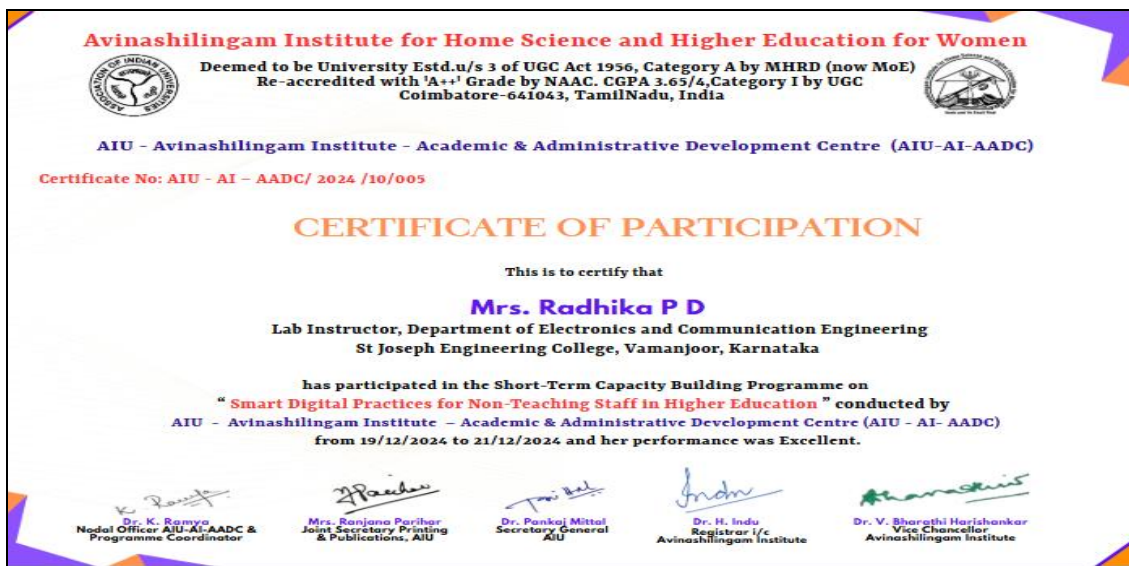 Avinashilingam Institute for Home Science and Higher Education for Women
ASSOCIATION OF INDIAN UNIVERSITIES
Deemed to be University Estd.u/s 3 of UGC Act 1956, Category A by MHRD (now MoE)
Re-accredited with 'A++' Grade by NAAC. CGPA 3.65/4,Category I by UGC
Coimbatore-641043, TamilNadu, India
AIU - Avinashilingam Institute - Academic & Administrative Development Centre (AIU-AI-AADC)
Certificate No: AIU - AI – AADC/ 2024 /10/005
CERTIFICATE OF PARTICIPATION
This is to certify that
Mrs. Radhika P D
Lab Instructor, Department of Electronics and Communication Engineering
St Joseph Engineering College, Vamanjoor, Karnataka
has participated in the Short-Term Capacity Building Programme on
“ Smart Digital Practices for Non-Teaching Staff in Higher Education ” conducted by
AIU - Avinashilingam Institute – Academic & Administrative Development Centre (AIU - AI- AADC)
from 19/12/2024 to 21/12/2024 and her performance was Excellent.
K. Ramya
Indu
Dr. K. Ramya
Nodal Officer AIU-AI-AADC &
Programme Coordinator
Mrs. Ranjana Parihar
Joint Secretary Printing
& Publications, AIU
Dr. Pankaj Mittal
Secretary General
AIU
Dr. H. Indu
Registrar i/c
Avinashilingam Institute
Dr. V. Bharathi Harishankar
Vice Chancellor
Avinashilingam Institute